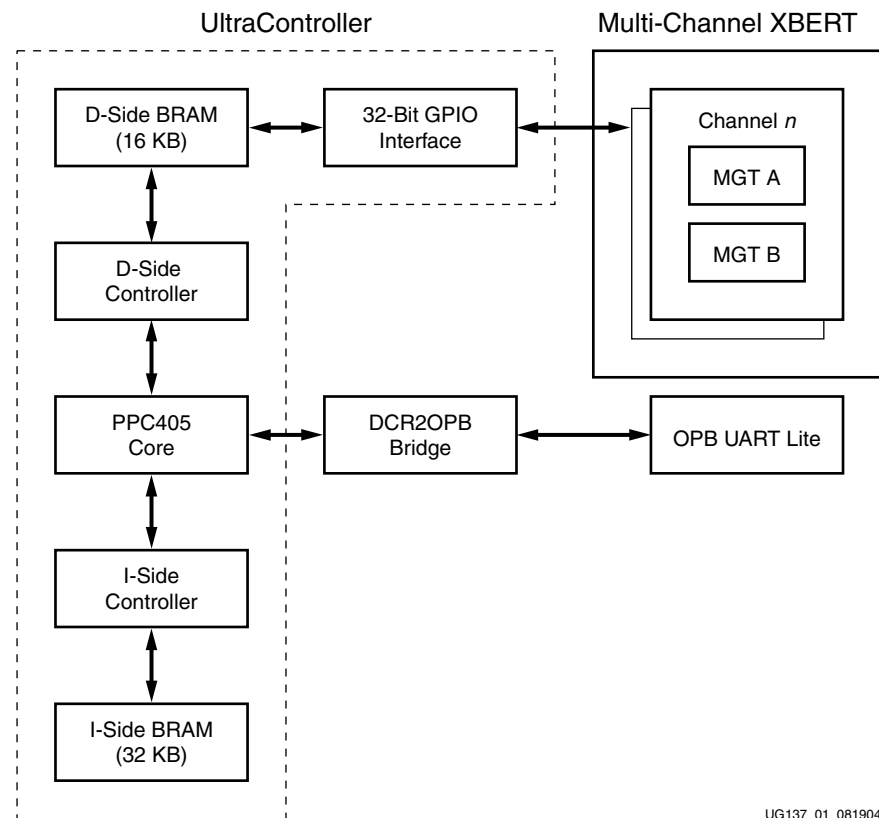 UltraController
Multi-Channel XBERT
D-Side BRAM
(16 KB)
32-Bit GPIO
Interface
Channel n
MGT A
MGT B
D-Side
Controller
PPC405
Core
DCR2OPB
Bridge
OPB UART Lite
I-Side
Controller
I-Side BRAM
(32 KB)
UG137_01_081904